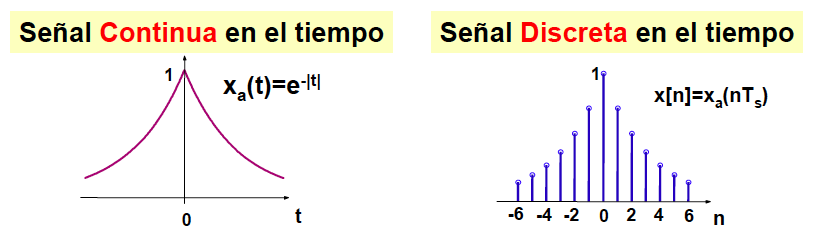 Señal Continua en el tiempo
1
xₐ(t)=e^-|t|
0
t
Señal Discreta en el tiempo
1
x[n]=xₐ(nTₛ)
-6 -4 -2 0 2 4 6 n